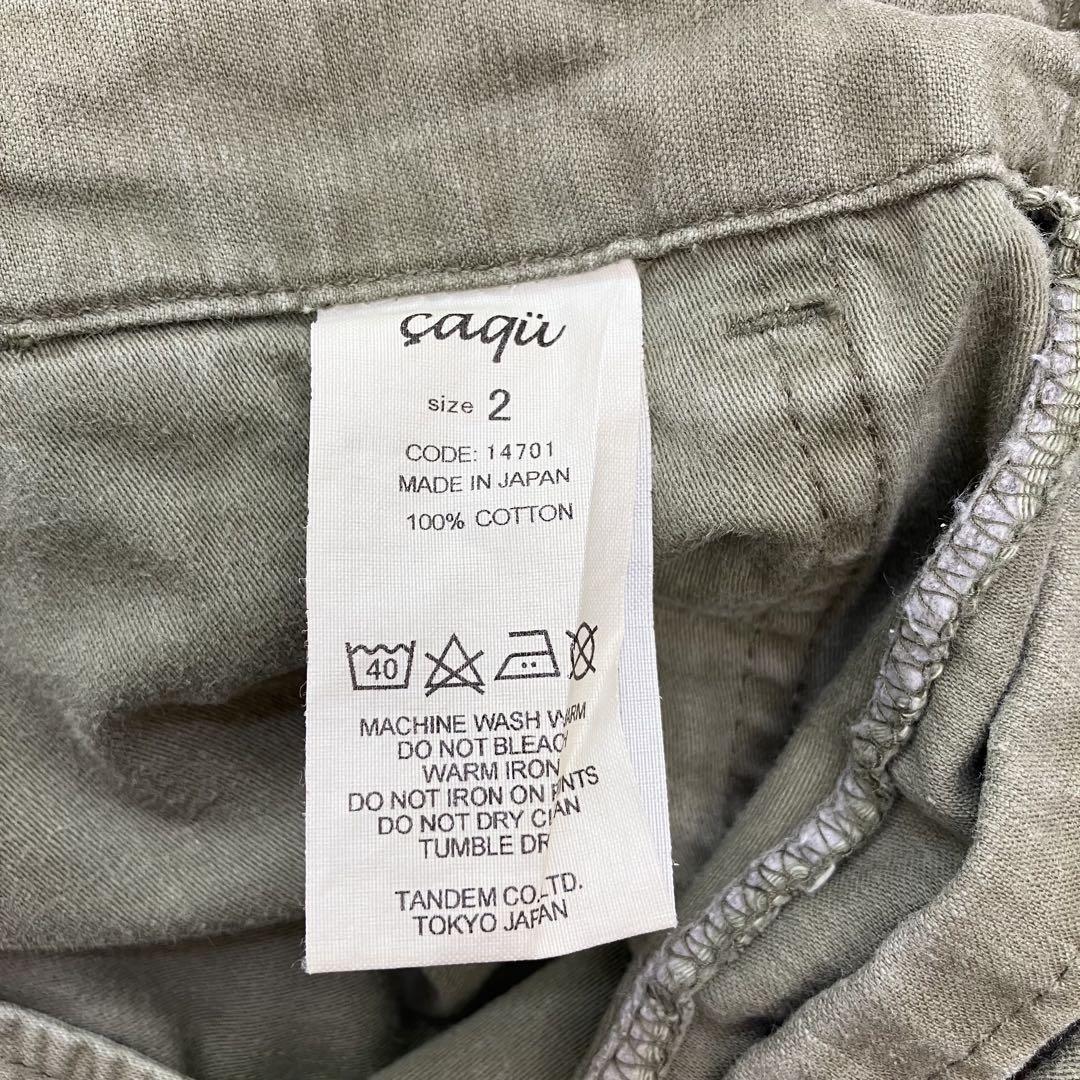 çaqü
size 2
CODE: 14701
MADE IN JAPAN
100% COTTON
40
MACHINE WASH
DO NOT
WARM IRON
DO NOT IRON ON
DO NOT DRY
TUMBLE
TANDEM CO.LTD.
TOKYO JAPAN